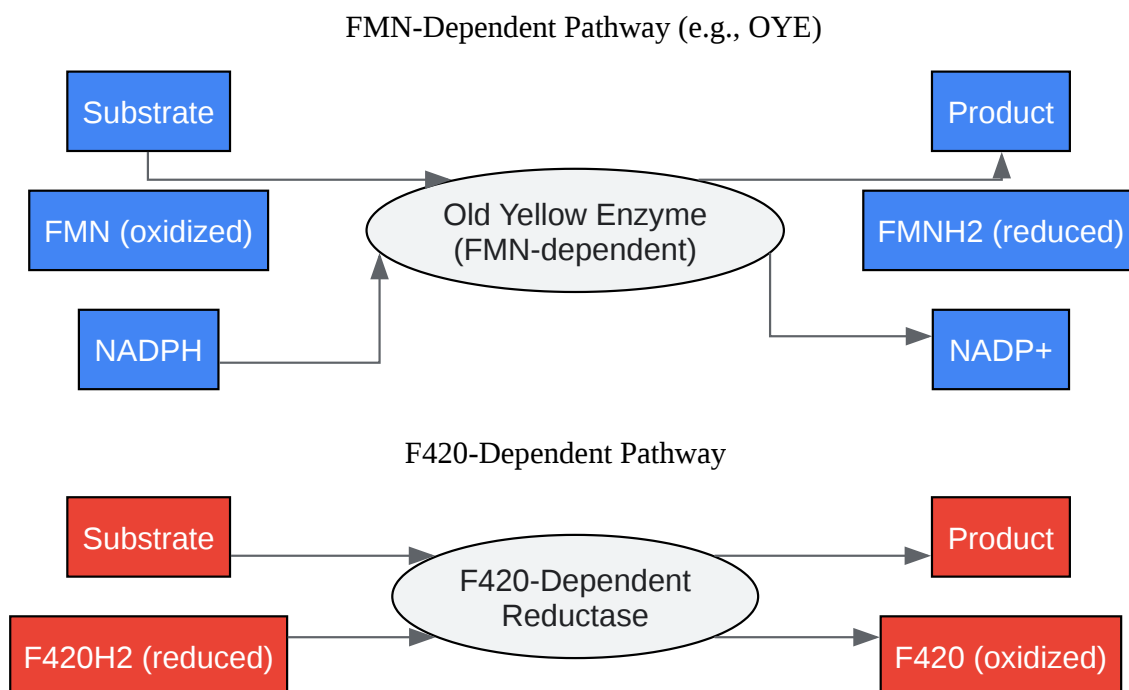 FMN-Dependent Pathway (e.g., OYE)
Substrate
Product
FMN (oxidized)
Old Yellow Enzyme
(FMN-dependent)
FMNH2 (reduced)
NADPH
NADP+
F420-Dependent Pathway
Substrate
Product
F420-Dependent
Reductase
F420H2 (reduced)
F420 (oxidized)